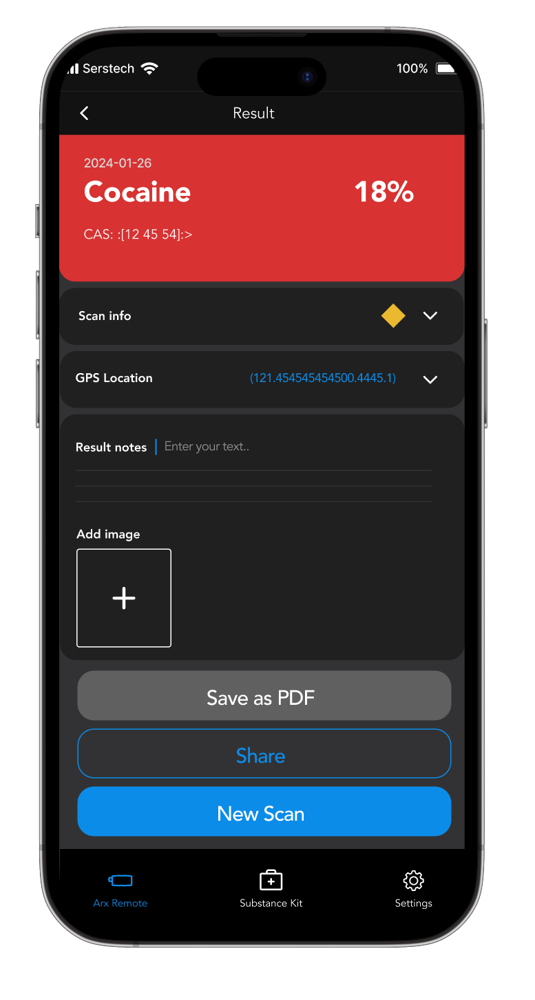 Serstech 100%
Result
2024-01-26
Cocaine 18%
CAS: :[12 45 54]:>
Scan info
GPS Location (121.454545454500.4445.1)
Result notes Enter your text..
Add image
Save as PDF
Share
New Scan
Arx Remote Substance Kit Settings